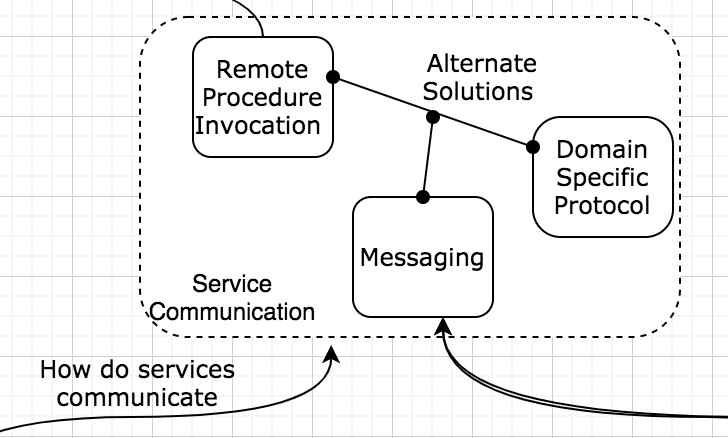 Remote
Procedure
Invocation
Alternate
Solutions
Domain
Specific
Protocol
Messaging
Service
Communication
How do services
communicate